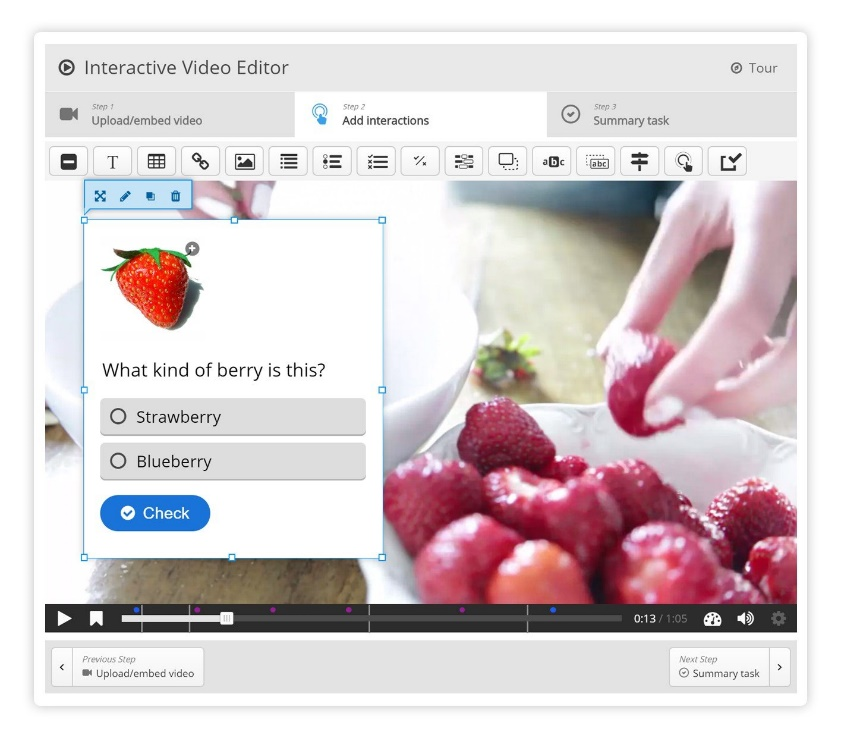 Interactive Video Editor
Tour
Step 1
Upload/embed video
Step 2
Add interactions
Step 3
Summary task
T
abc
abc
What kind of berry is this?
Strawberry
Blueberry
Check
0:13 / 1:05
Previous Step
Upload/embed video
Next Step
Summary task